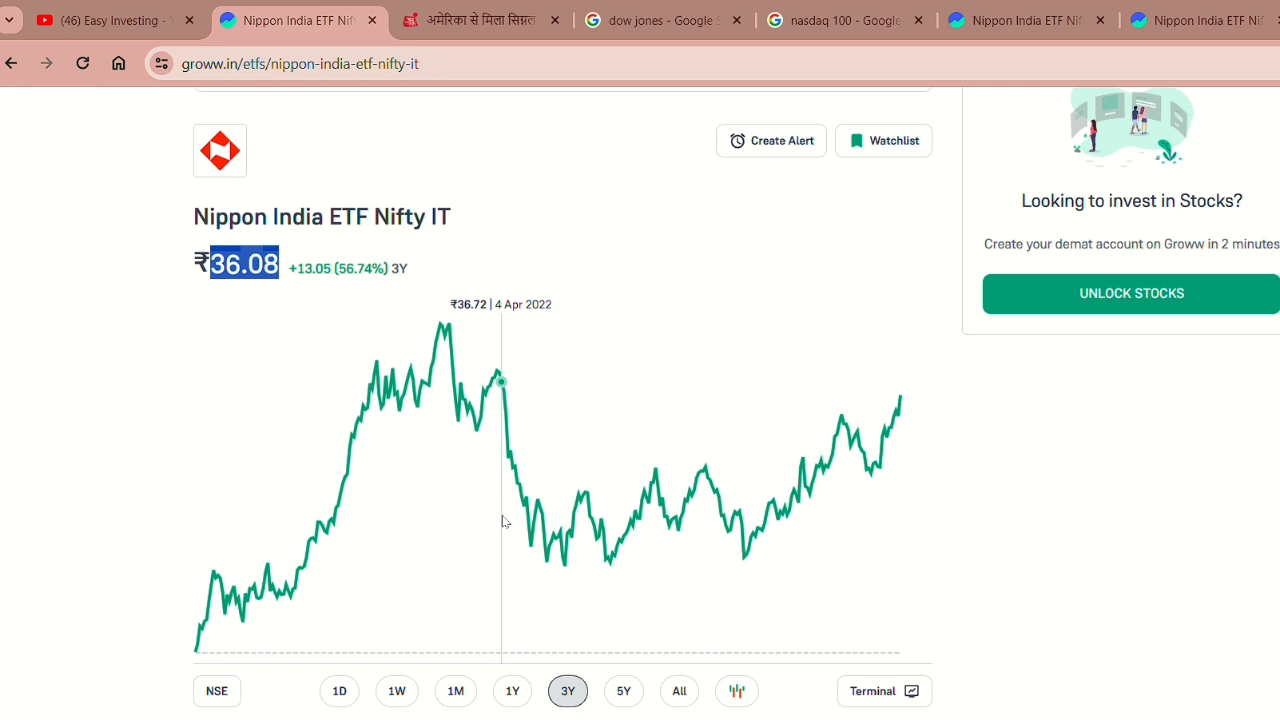 (46) Easy Investing -
Nippon India ETF Nif
अमेरिका से मिला सिग्नल
dow jones - Google
nasdaq 100 - Google
Nippon India ETF Nif
Nippon India ETF Nif
groww.in/etfs/nippon-india-etf-nifty-it
Create Alert
Watchlist
Nippon India ETF Nifty IT
₹36.08 +13.05 (56.74%) 3Y
₹36.72 | 4 Apr 2022
NSE
1D
1W
1M
1Y
3Y
5Y
All
Terminal
Looking to invest in Stocks?
Create your demat account on Groww in 2 minutes
UNLOCK STOCKS